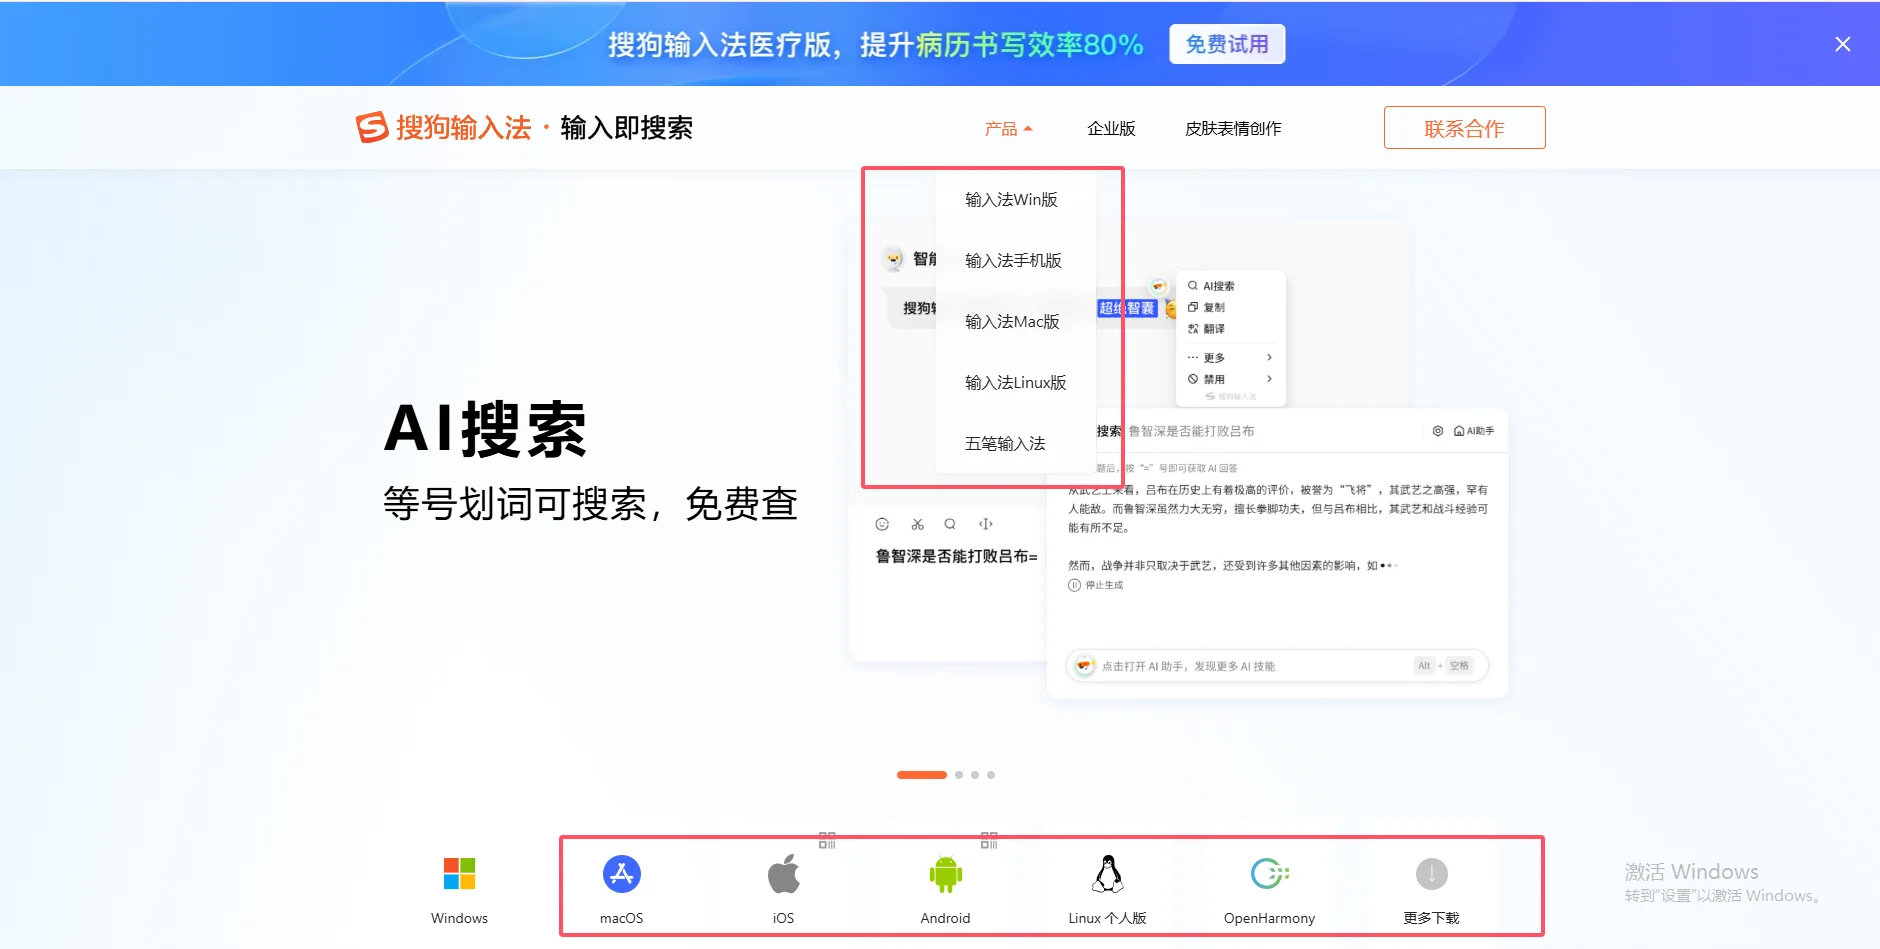 搜狗输入法医疗版，提升病历书写效率80% 免费试用
搜狗输入法·输入即搜索
产品
企业版
皮肤表情创作
联系合作
输入法Win版
输入法手机版
输入法Mac版
输入法Linux版
五笔输入法
智能
搜狗输
超绝智囊
AI搜索
复制
翻译
更多
禁用
搜狗输入法
AI搜索
等号划词可搜索，免费查
搜索 鲁智深是否能打败吕布
AI助手
题后，按“=”号即可获取 AI 回答
从武艺上来看，吕布在历史上有着极高的评价，被誉为“飞将”，其武艺之高强，罕有
人能敌。而鲁智深虽然力大无穷，擅长拳脚功夫，但与吕布相比，其武艺和战斗经验可
能有所不足。
然而，战争并非只取决于武艺，还受到许多其他因素的影响，如
停止生成
鲁智深是否能打败吕布=
点击打开 AI 助手，发现更多 AI 技能
Alt + 空格
Windows
macOS
iOS
Android
Linux 个人版
OpenHarmony
更多下载
激活 Windows
转到“设置”以激活 Windows。